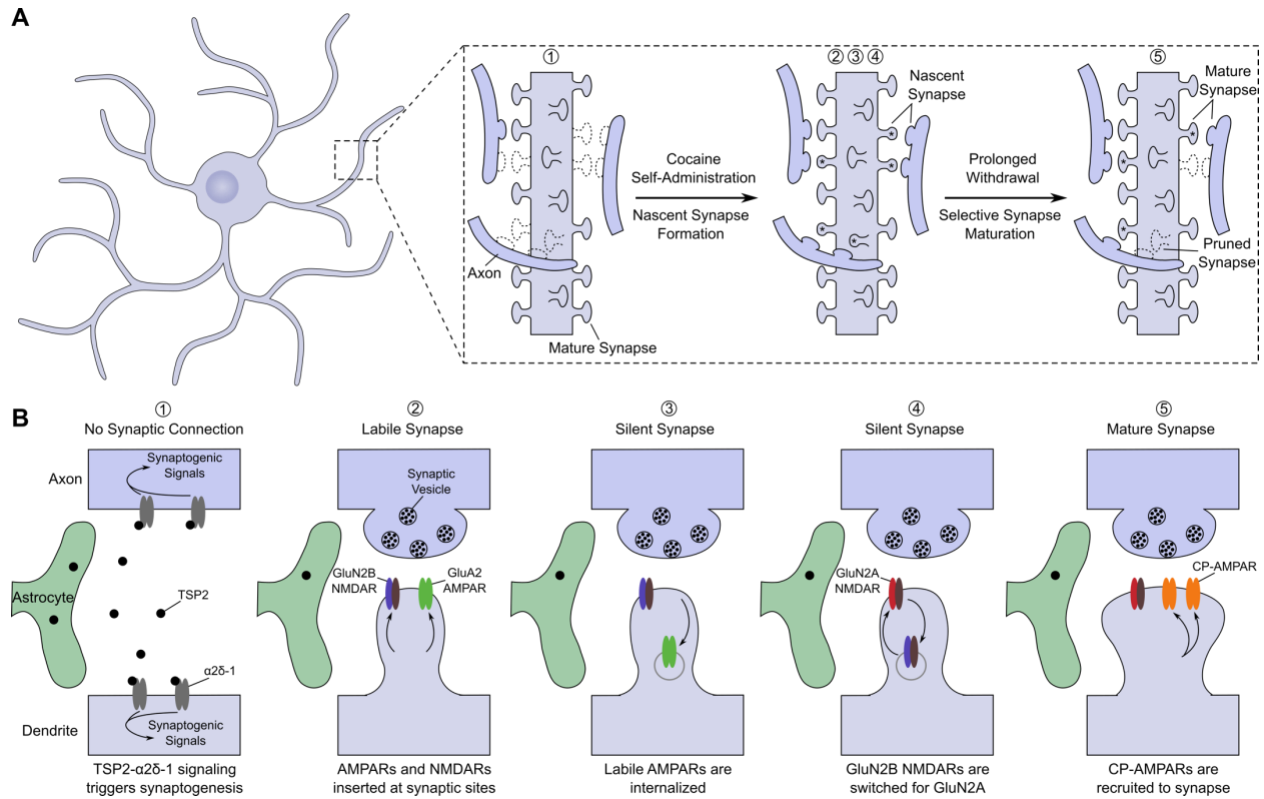 A
①
② ③ ④
⑤
Nascent
Synapse
Mature
Synapse
Cocaine
Self-Administration
Nascent Synapse
Formation
Prolonged
Withdrawal
Selective Synapse
Maturation
Axon
Pruned
Synapse
Mature Synapse
B
①
No Synaptic Connection
②
Labile Synapse
③
Silent Synapse
④
Silent Synapse
⑤
Mature Synapse
Axon
Synaptogenic
Signals
Synaptic
Vesicle
Astrocyte
TSP2
α2δ-1
GluN2B
NMDAR
GluA2
AMPAR
GluN2A
NMDAR
CP-AMPAR
Dendrite
Synaptogenic
Signals
TSP2-α2δ-1 signaling
triggers synaptogenesis
AMPARs and NMDARs
inserted at synaptic sites
Labile AMPARs are
internalized
GluN2B NMDARs are
switched for GluN2A
CP-AMPARs are
recruited to synapse